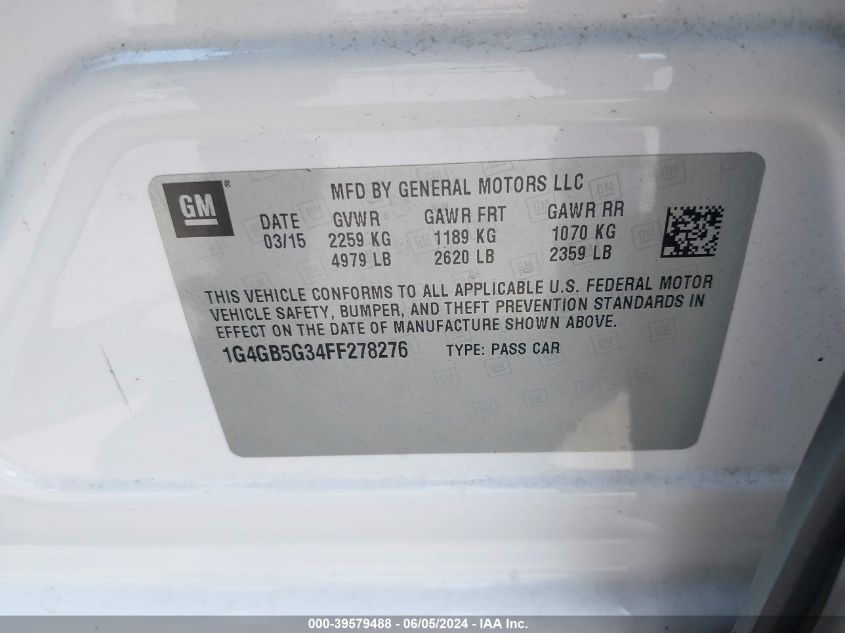 GM®
MFD BY GENERAL MOTORS LLC
DATE GVWR GAWR FRT GAWR RR
03/15 2259 KG 1189 KG 1070 KG
4979 LB 2620 LB 2359 LB
THIS VEHICLE CONFORMS TO ALL APPLICABLE U.S. FEDERAL MOTOR
VEHICLE SAFETY, BUMPER, AND THEFT PREVENTION STANDARDS IN
EFFECT ON THE DATE OF MANUFACTURE SHOWN ABOVE.
1G4GB5G34FF278276 TYPE: PASS CAR
000-39579488 - 06/05/2024 - IAA Inc.